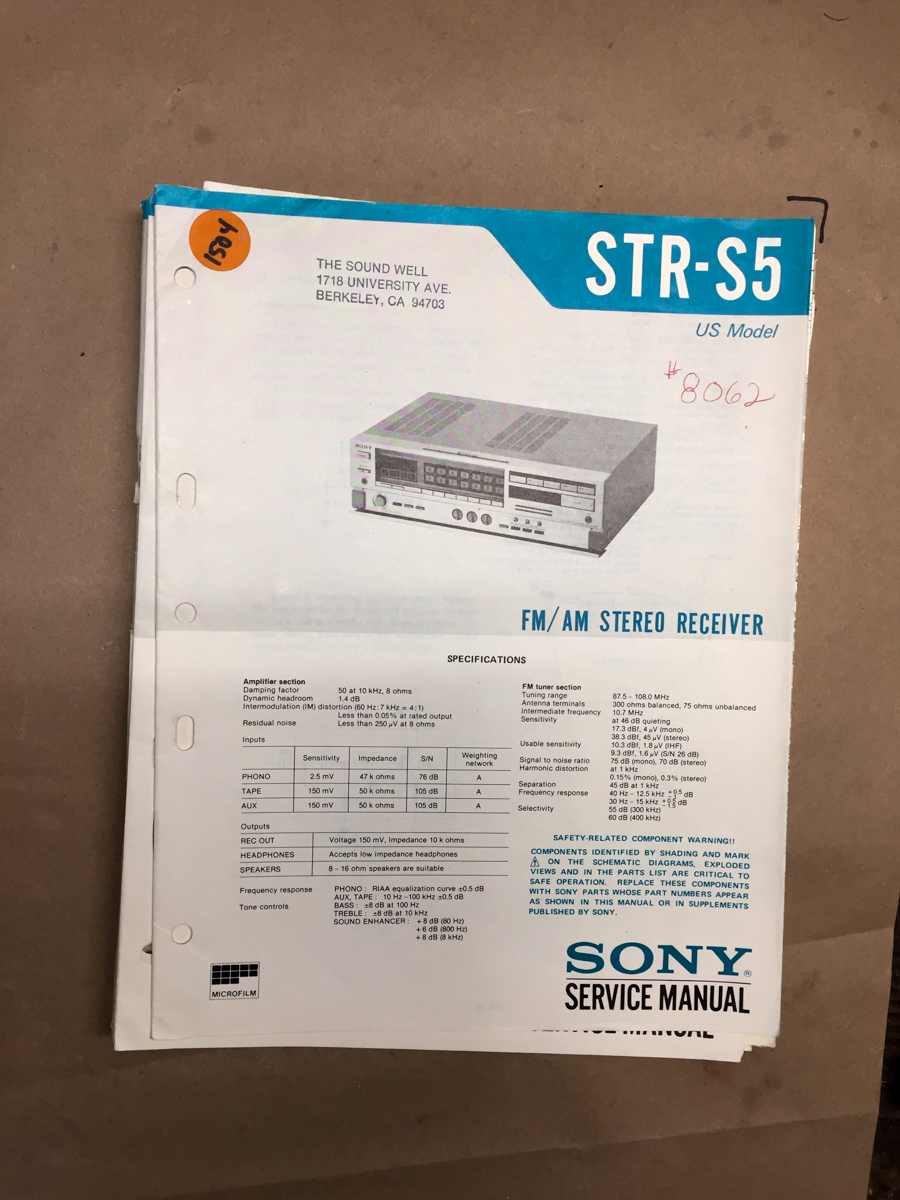 1504
STR-S5
THE SOUND WELL
1718 UNIVERSITY AVE.
BERKELEY, CA 94703
US Model
#8062
SONY
FM/AM STEREO RECEIVER
SPECIFICATIONS
Amplifier section
Damping factor 50 at 10 kHz, 8 ohms
Dynamic headroom 1.4 dB
Intermodulation (IM) distortion (60 Hz:7 kHz = 4:1)
Less than 0.05% at rated output
Residual noise Less than 250 μV at 8 ohms
Inputs
Sensitivity Impedance S/N Weighting network
PHONO 2.5 mV 47 k ohms 76 dB A
TAPE 150 mV 50 k ohms 105 dB A
AUX 150 mV 50 k ohms 105 dB A
Outputs
REC OUT Voltage 150 mV, Impedance 10 k ohms
HEADPHONES Accepts low impedance headphones
SPEAKERS 8 – 16 ohm speakers are suitable
Frequency response PHONO : RIAA equalization curve ±0.5 dB
AUX, TAPE : 10 Hz –100 kHz ±0.5 dB
Tone controls BASS : ±8 dB at 100 Hz
TREBLE : ±8 dB at 10 kHz
SOUND ENHANCER : + 8 dB (80 Hz)
+ 6 dB (800 Hz)
+ 8 dB (8 kHz)
MICROFILM
FM tuner section
Tuning range 87.5 – 108.0 MHz
Antenna terminals 300 ohms balanced, 75 ohms unbalanced
Intermediate frequency 10.7 MHz
Sensitivity at 46 dB quieting
17.3 dBf, 4 μV (mono)
38.3 dBf, 45 μV (stereo)
Usable sensitivity 10.3 dBf, 1.8 μV (IHF)
9.3 dBf, 1.6 μV (S/N 26 dB)
Signal to noise ratio 75 dB (mono), 70 dB (stereo)
Harmonic distortion at 1 kHz
0.15% (mono), 0.3% (stereo)
Separation 45 dB at 1 kHz
Frequency response 40 Hz – 12.5 kHz +0.5 dB
30 Hz – 15 kHz dB
Selectivity 55 dB (300 kHz)
60 dB (400 kHz)
SAFETY-RELATED COMPONENT WARNING!!
COMPONENTS IDENTIFIED BY SHADING AND MARK
⚠ ON THE SCHEMATIC DIAGRAMS, EXPLODED
VIEWS AND IN THE PARTS LIST ARE CRITICAL TO
SAFE OPERATION. REPLACE THESE COMPONENTS
WITH SONY PARTS WHOSE PART NUMBERS APPEAR
AS SHOWN IN THIS MANUAL OR IN SUPPLEMENTS
PUBLISHED BY SONY.
SONY®
SERVICE MANUAL
SERVICE MANUAL